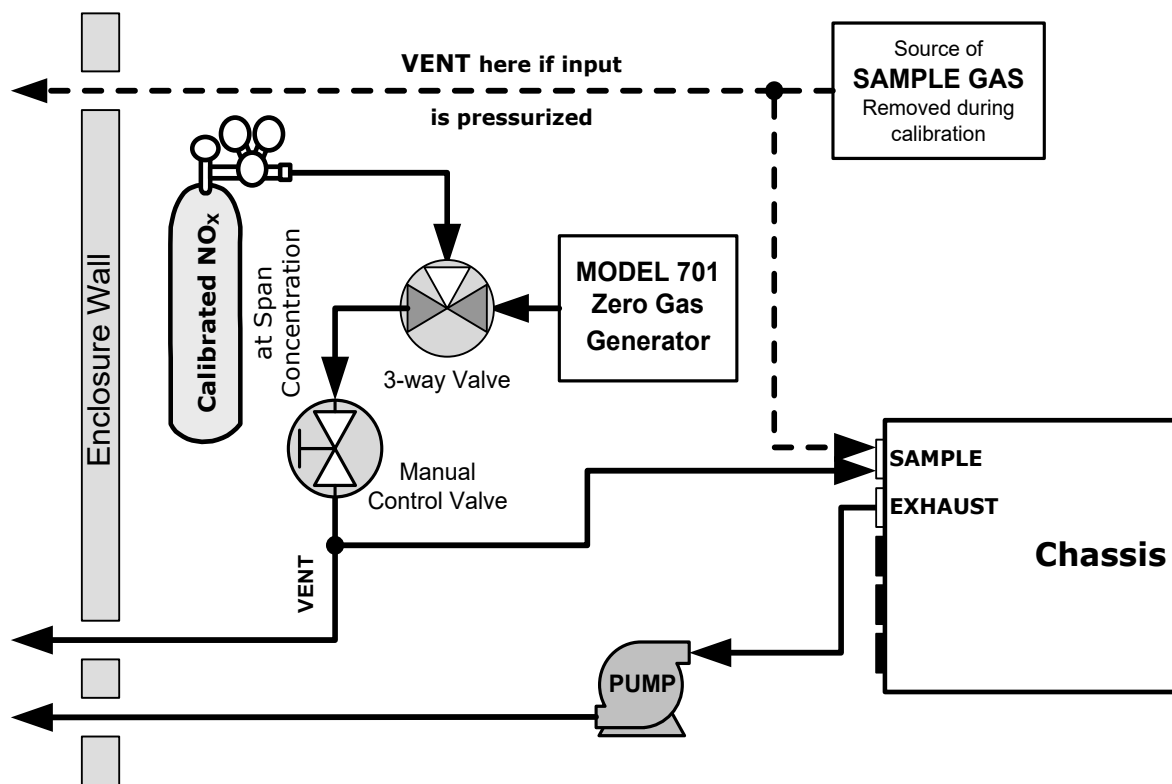 VENT here if input
is pressurized
Source of
SAMPLE GAS
Removed during
calibration
Enclosure Wall
Calibrated NOx
at Span
Concentration
3-way Valve
MODEL 701
Zero Gas
Generator
Manual
Control Valve
VENT
SAMPLE
EXHAUST
Chassis
PUMP